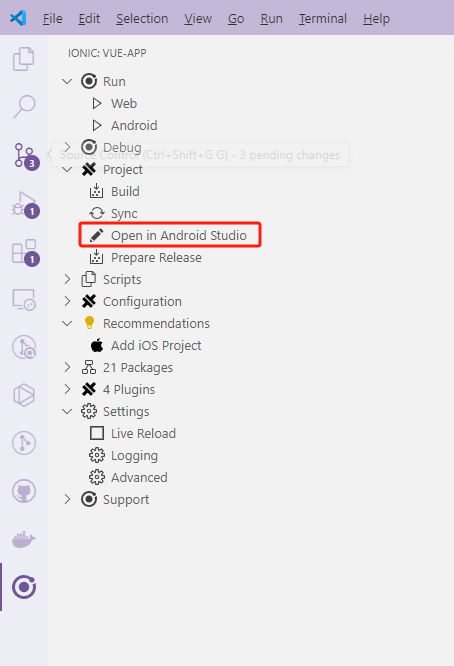 File Edit Selection View Go Run Terminal Help
IONIC: VUE-APP
Run
Web
Android
Debug
Source Control (Ctrl+Shift+G G) - 3 pending changes
3
Project
Build
1
Sync
Open in Android Studio
1
Prepare Release
Scripts
Configuration
Recommendations
Add iOS Project
21 Packages
4 Plugins
Settings
Live Reload
Logging
Advanced
Support